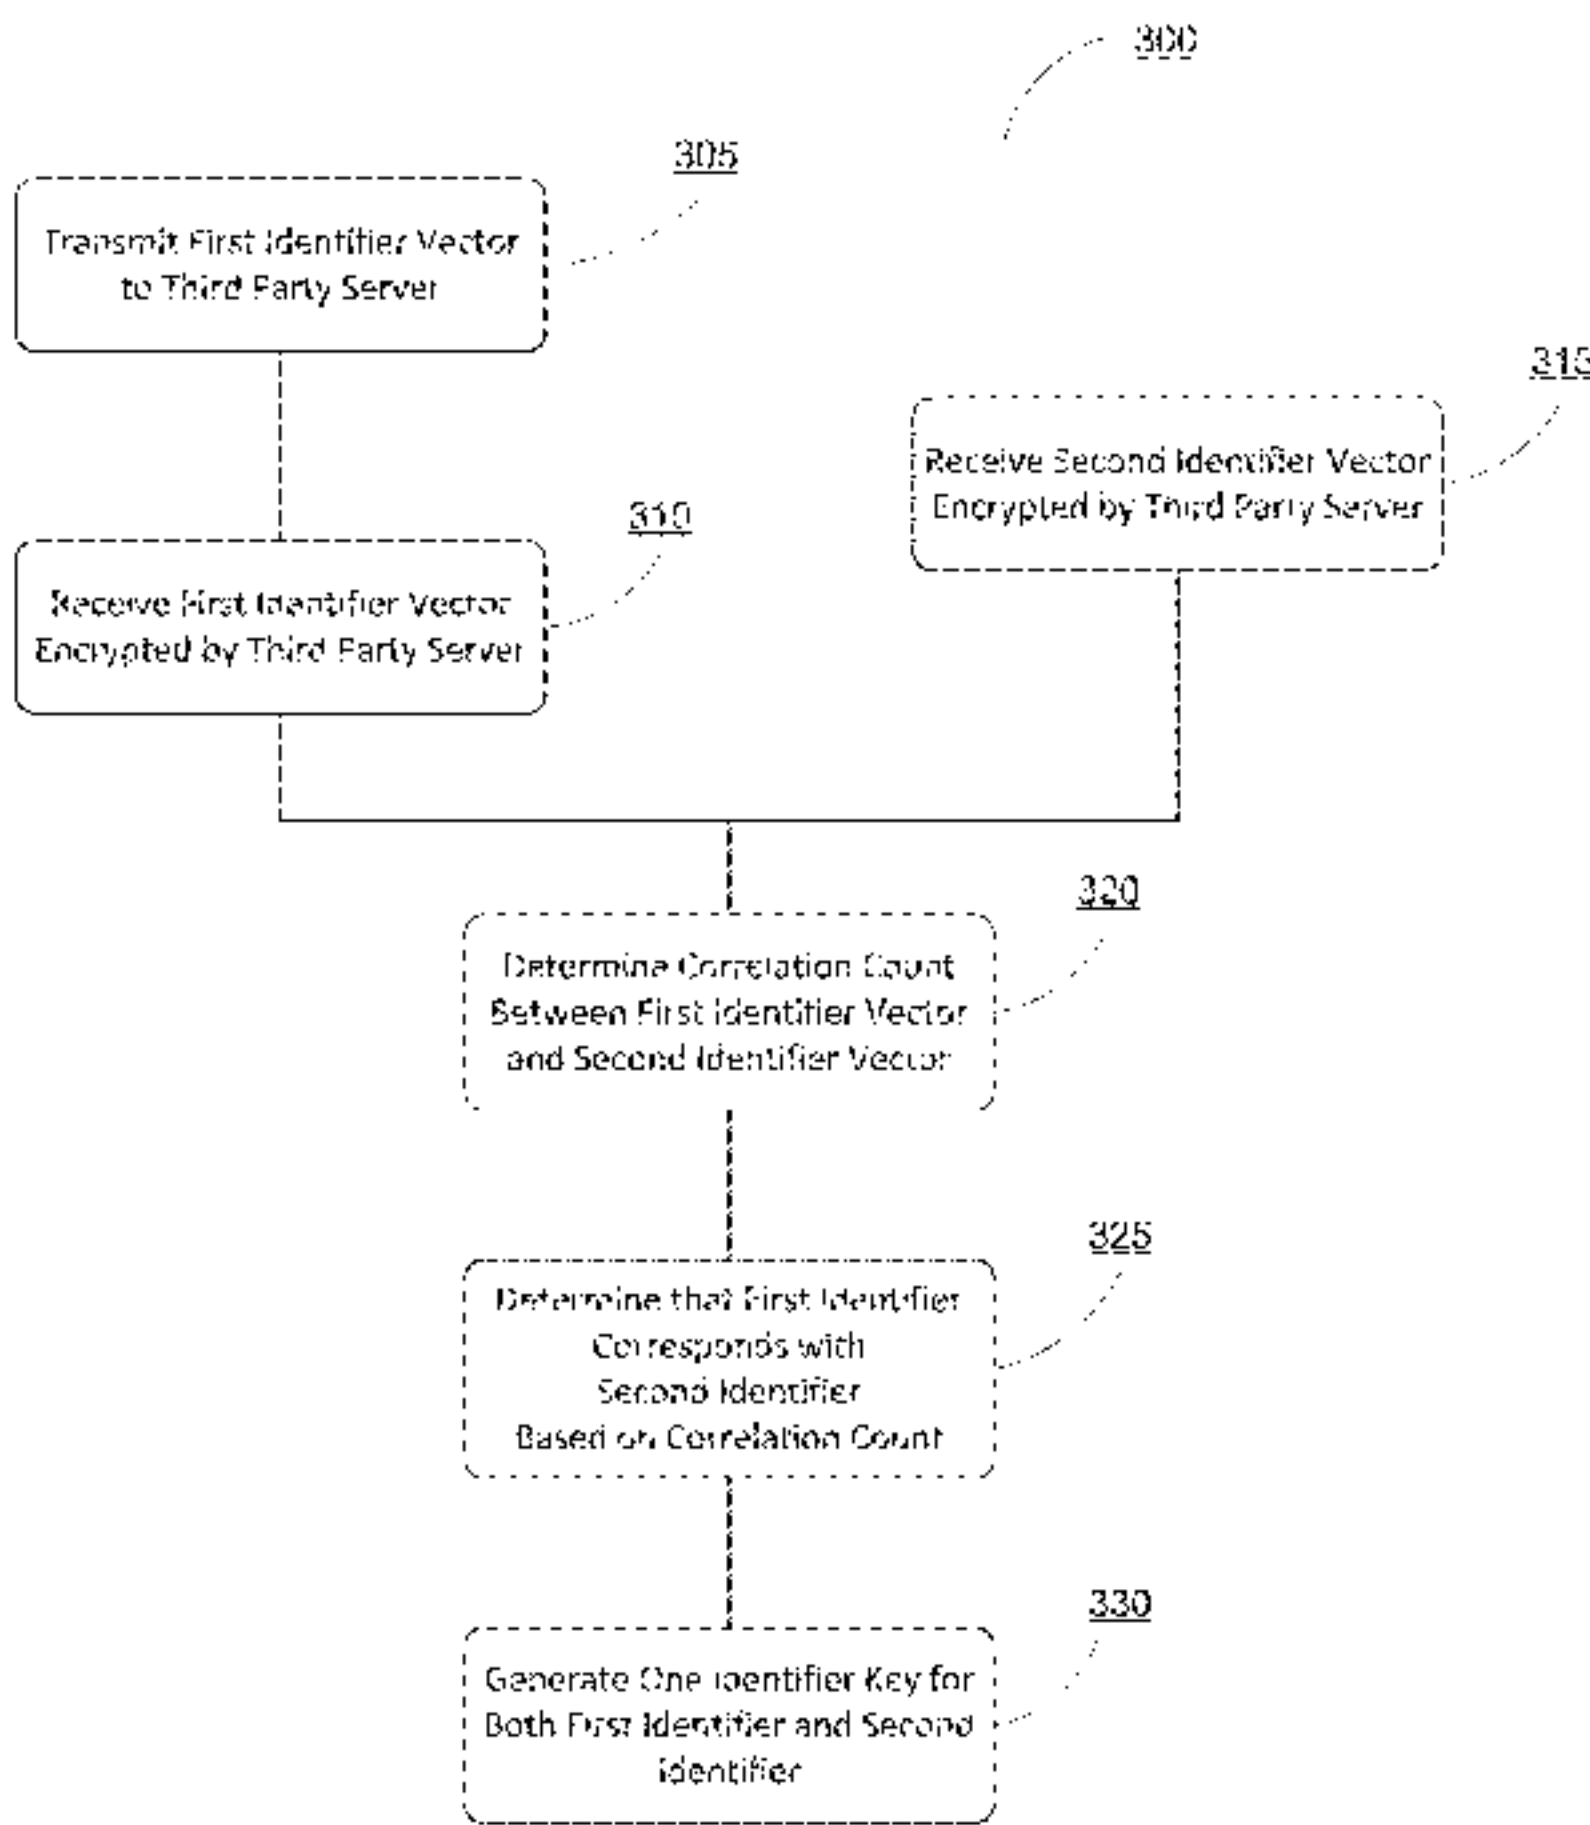 300
305
Transmit First Identifier Vector
to Third Party Server
315
Receive Second Identifier Vector
Encrypted by Third Party Server
310
Receive First Identifier Vector
Encrypted by Third Party Server
320
Determine Correlation Count
Between First Identifier Vector
and Second Identifier Vector
325
Determine that First Identifier
Corresponds with
Second Identifier
Based on Correlation Count
330
Generate One Identifier Key for
Both First Identifier and Second
Identifier